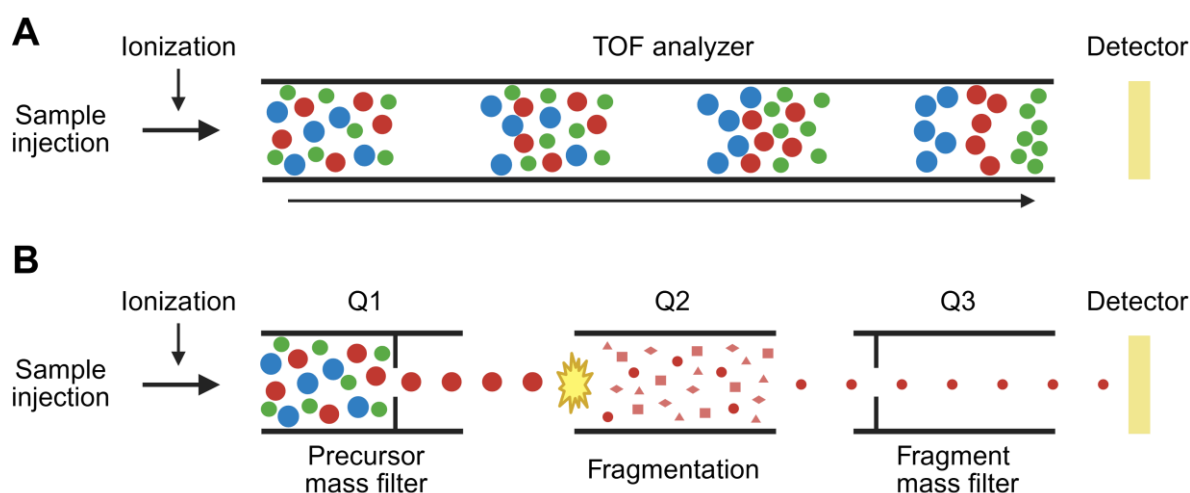 A
Ionization
TOF analyzer
Detector
Sample
injection
B
Ionization
Q1
Q2
Q3
Detector
Sample
injection
Precursor
mass filter
Fragmentation
Fragment
mass filter